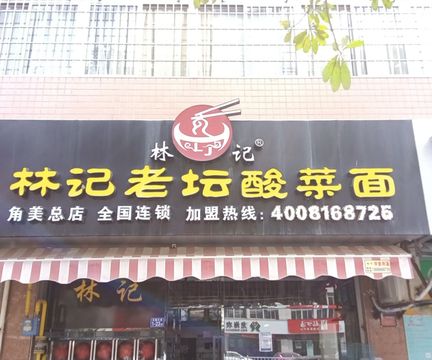 林 记®
林记老坛酸菜面
角美总店 全国连锁 加盟热线：4008168725
林 记